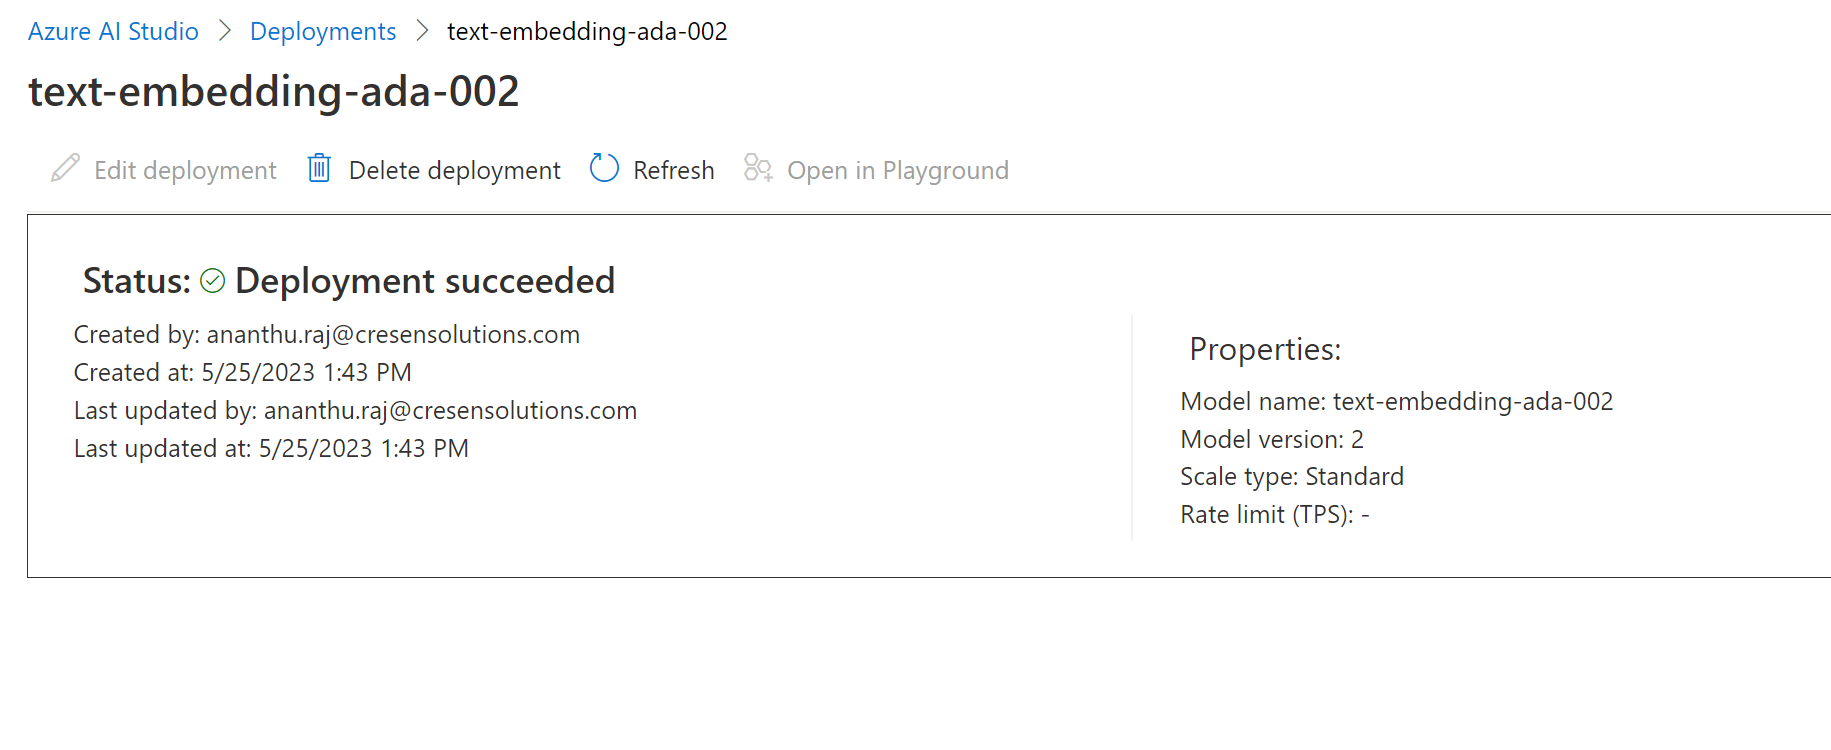 Azure AI Studio > Deployments > text-embedding-ada-002
text-embedding-ada-002
Edit deployment Delete deployment Refresh Open in Playground
Status: Deployment succeeded
Created by: ananthu.raj@cresensolutions.com
Created at: 5/25/2023 1:43 PM
Last updated by: ananthu.raj@cresensolutions.com
Last updated at: 5/25/2023 1:43 PM
Properties:
Model name: text-embedding-ada-002
Model version: 2
Scale type: Standard
Rate limit (TPS): -